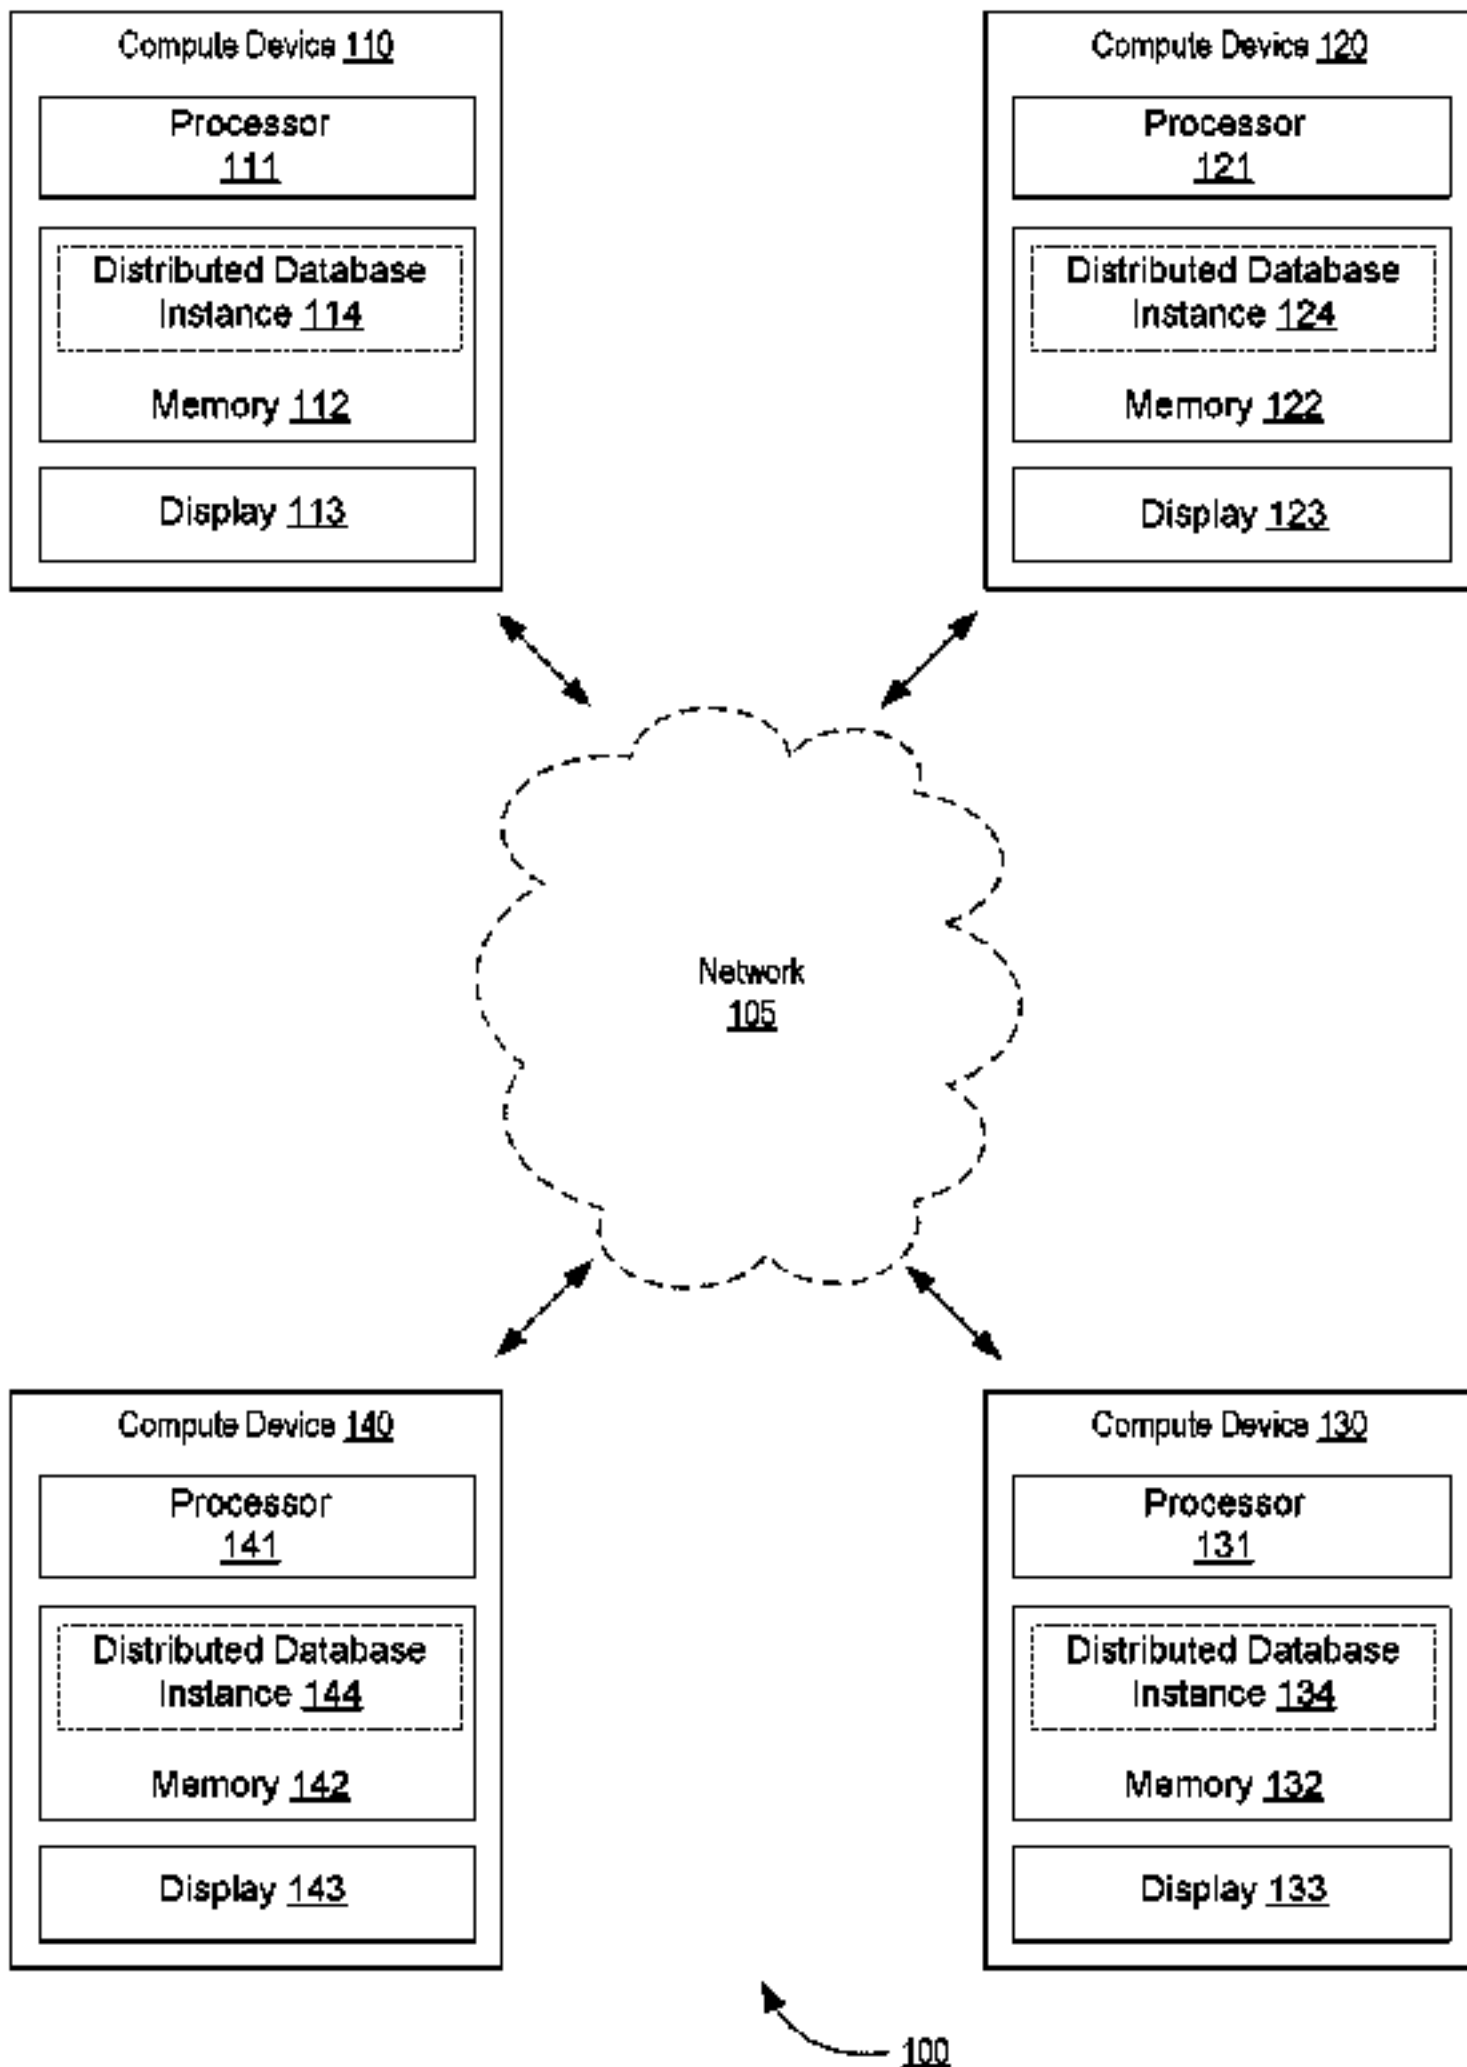 Compute Device 110
Processor
111
Distributed Database
Instance 114
Memory 112
Display 113
Compute Device 120
Processor
121
Distributed Database
Instance 124
Memory 122
Display 123
Network
105
Compute Device 140
Processor
141
Distributed Database
Instance 144
Memory 142
Display 143
Compute Device 130
Processor
131
Distributed Database
Instance 134
Memory 132
Display 133
100